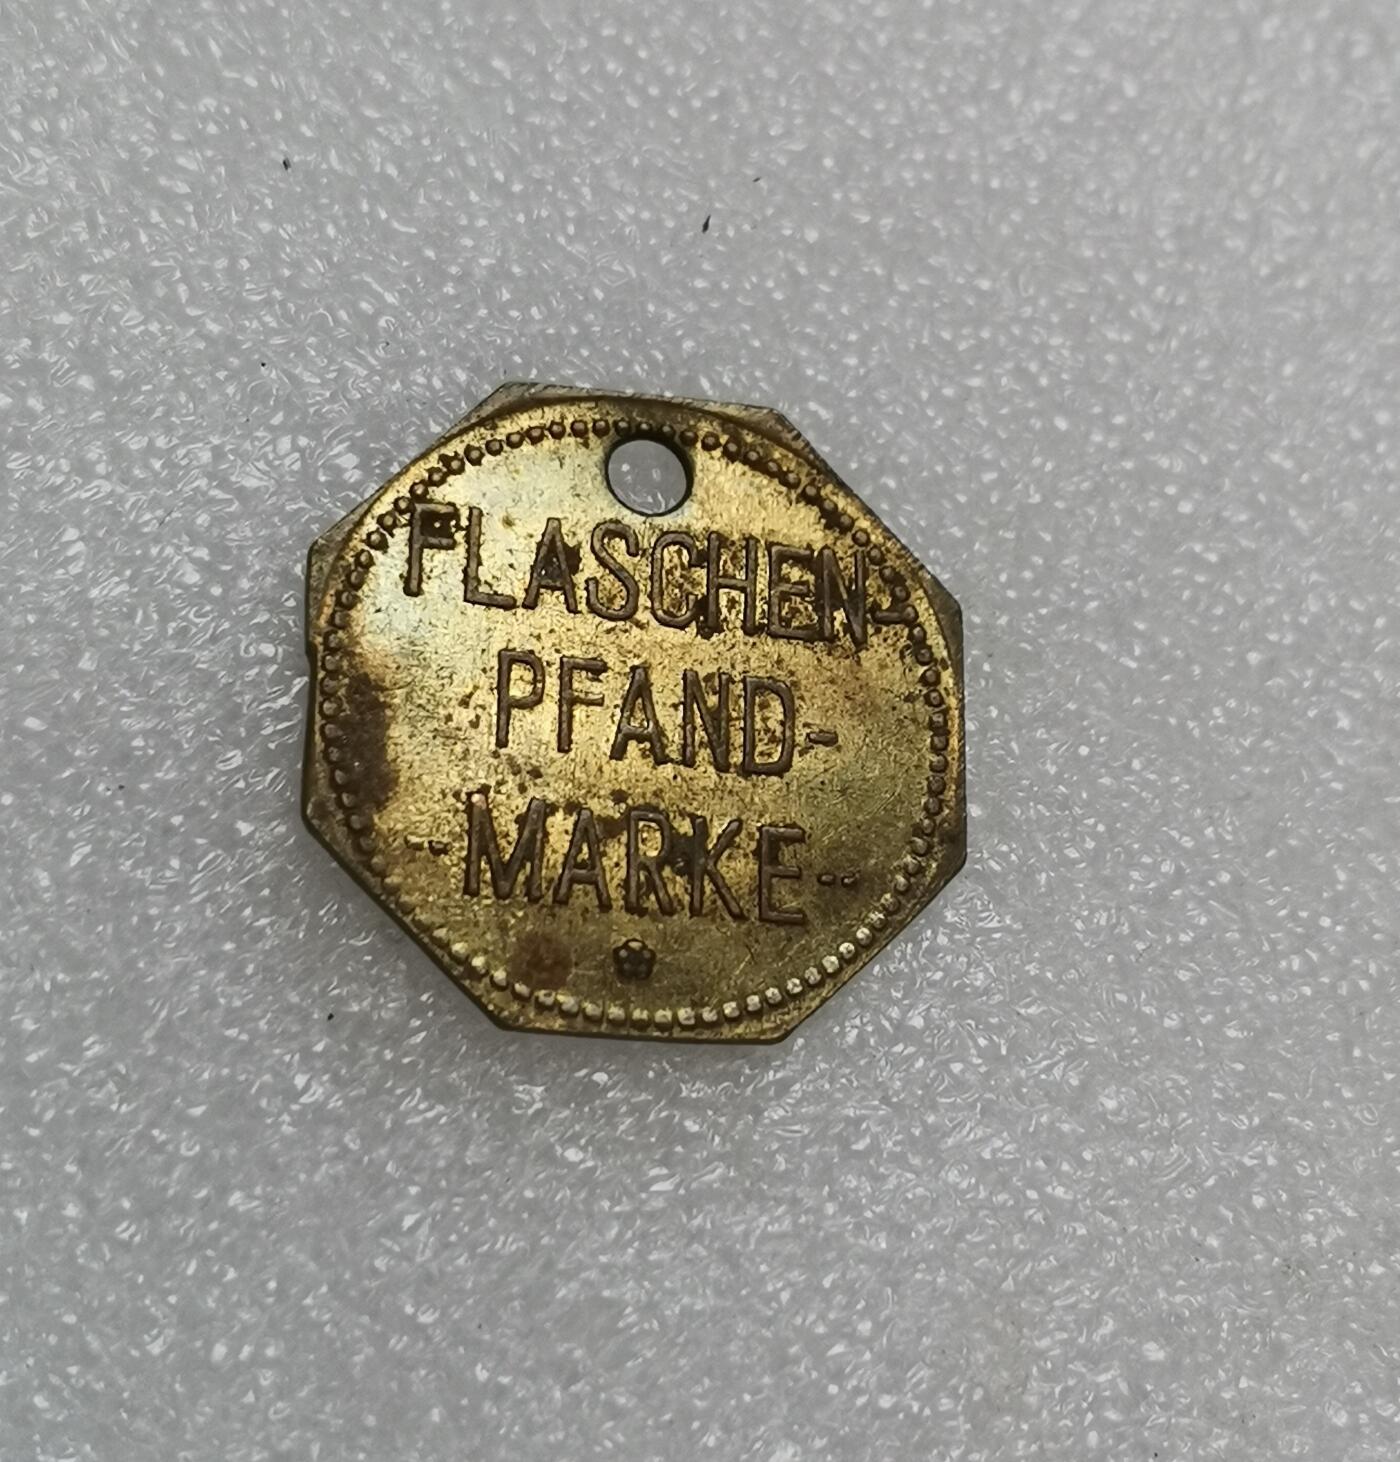 FLASCHEN-
PFAND-
MARKE